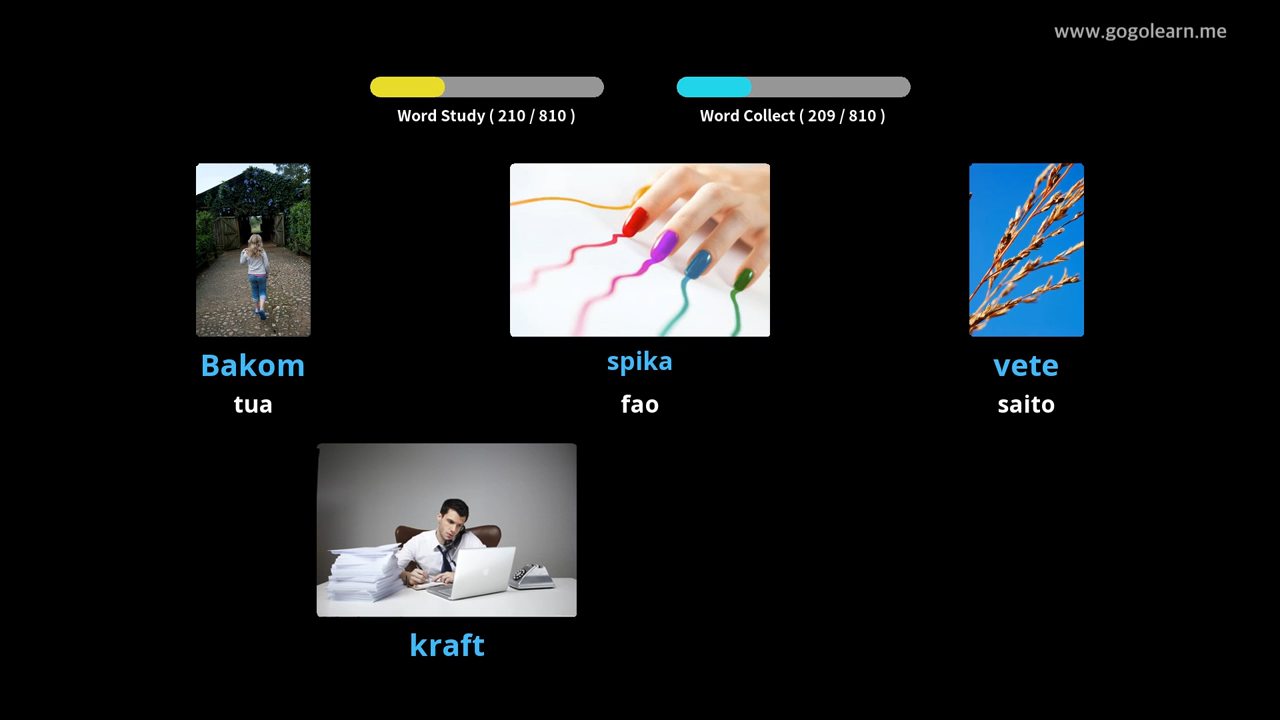 www.gogolearn.me
Word Study ( 210 / 810 )
Word Collect ( 209 / 810 )
Bakom
tua
spika
fao
vete
saito
kraft